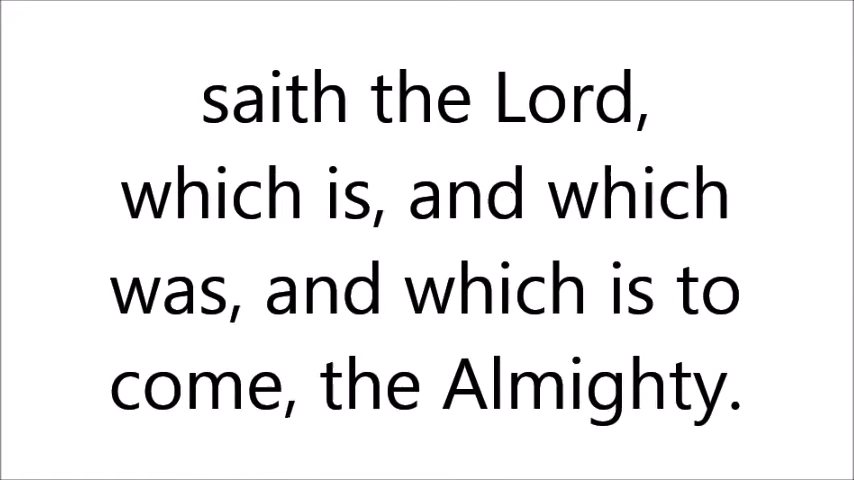 saith the Lord,
which is, and which
was, and which is to
come, the Almighty.